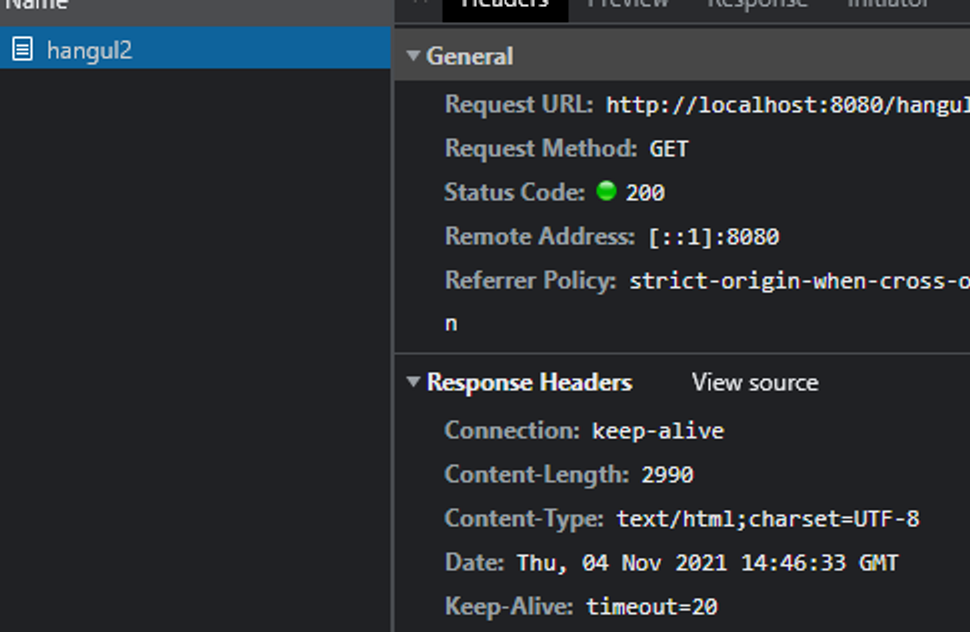 Name
Headers Preview Response Initiator
hangul2
General
Request URL: http://localhost:8080/hangul
Request Method: GET
Status Code: 200
Remote Address: [::1]:8080
Referrer Policy: strict-origin-when-cross-o
n
Response Headers View source
Connection: keep-alive
Content-Length: 2990
Content-Type: text/html;charset=UTF-8
Date: Thu, 04 Nov 2021 14:46:33 GMT
Keep-Alive: timeout=20